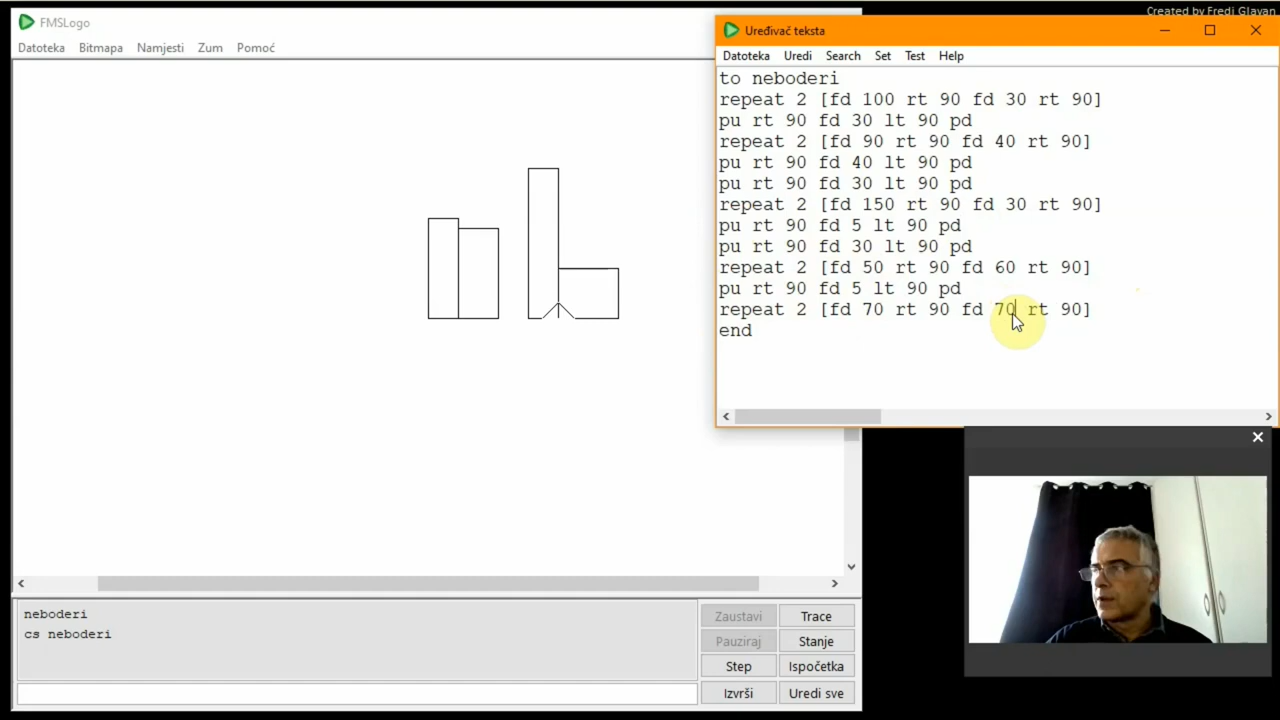 Created by Fredi Glavan
FMSLogo
Datoteka Bitmapa Namjesti Zum Pomoć
Uređivač teksta
Datoteka Uredi Search Set Test Help
to neboderi
repeat 2 [fd 100 rt 90 fd 30 rt 90]
pu rt 90 fd 30 lt 90 pd
repeat 2 [fd 90 rt 90 fd 40 rt 90]
pu rt 90 fd 40 lt 90 pd
pu rt 90 fd 30 lt 90 pd
repeat 2 [fd 150 rt 90 fd 30 rt 90]
pu rt 90 fd 5 lt 90 pd
pu rt 90 fd 30 lt 90 pd
repeat 2 [fd 50 rt 90 fd 60 rt 90]
pu rt 90 fd 5 lt 90 pd
repeat 2 [fd 70 rt 90 fd 70 rt 90]
end
neboderi
cs neboderi
Zaustavi Trace
Pauziraj Stanje
Step Ispočetka
Izvrši Uredi sve